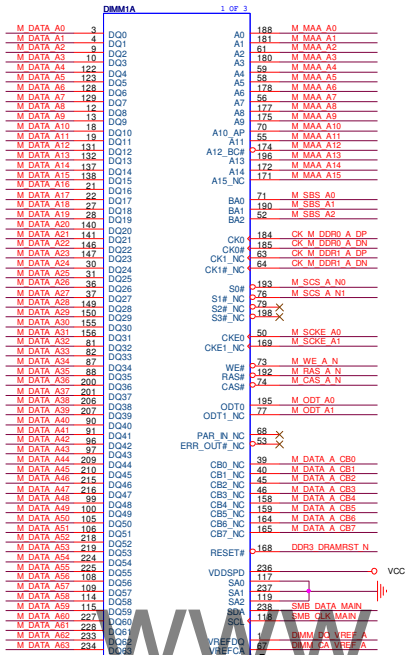 DIMM1A 1 OF 3
M_DATA_A0 3 DQ0
M_DATA_A1 4 DQ1
M_DATA_A2 9 DQ2
M_DATA_A3 10 DQ3
M_DATA_A4 122 DQ4
M_DATA_A5 123 DQ5
M_DATA_A6 128 DQ6
M_DATA_A7 129 DQ7
M_DATA_A8 12 DQ8
M_DATA_A9 13 DQ9
M_DATA_A10 18 DQ10
M_DATA_A11 19 DQ11
M_DATA_A12 131 DQ12
M_DATA_A13 132 DQ13
M_DATA_A14 137 DQ14
M_DATA_A15 138 DQ15
M_DATA_A16 21 DQ16
M_DATA_A17 22 DQ17
M_DATA_A18 27 DQ18
M_DATA_A19 28 DQ19
M_DATA_A20 140 DQ20
M_DATA_A21 141 DQ21
M_DATA_A22 146 DQ22
M_DATA_A23 147 DQ23
M_DATA_A24 30 DQ24
M_DATA_A25 31 DQ25
M_DATA_A26 36 DQ26
M_DATA_A27 37 DQ27
M_DATA_A28 149 DQ28
M_DATA_A29 150 DQ29
M_DATA_A30 155 DQ30
M_DATA_A31 156 DQ31
M_DATA_A32 81 DQ32
M_DATA_A33 82 DQ33
M_DATA_A34 87 DQ34
M_DATA_A35 88 DQ35
M_DATA_A36 200 DQ36
M_DATA_A37 201 DQ37
M_DATA_A38 206 DQ38
M_DATA_A39 207 DQ39
M_DATA_A40 90 DQ40
M_DATA_A41 91 DQ41
M_DATA_A42 96 DQ42
M_DATA_A43 97 DQ43
M_DATA_A44 209 DQ44
M_DATA_A45 210 DQ45
M_DATA_A46 215 DQ46
M_DATA_A47 216 DQ47
M_DATA_A48 99 DQ48
M_DATA_A49 100 DQ49
M_DATA_A50 105 DQ50
M_DATA_A51 106 DQ51
M_DATA_A52 218 DQ52
M_DATA_A53 219 DQ53
M_DATA_A54 224 DQ54
M_DATA_A55 225 DQ55
M_DATA_A56 108 DQ56
M_DATA_A57 109 DQ57
M_DATA_A58 114 DQ58
M_DATA_A59 115 DQ59
M_DATA_A60 227 DQ60
M_DATA_A61 228 DQ61
M_DATA_A62 233 DQ62
M_DATA_A63 234 DQ63
A0 188 M_MAA_A0
A1 181 M_MAA_A1
A2 61 M_MAA_A2
A3 180 M_MAA_A3
A4 59 M_MAA_A4
A5 58 M_MAA_A5
A6 178 M_MAA_A6
A7 56 M_MAA_A7
A8 177 M_MAA_A8
A9 175 M_MAA_A9
A10_AP 70 M_MAA_A10
A11 55 M_MAA_A11
A12_BC# 174 M_MAA_A12
A13 196 M_MAA_A13
A14 172 M_MAA_A14
A15_NC 171 M_MAA_A15
BA0 71 M_SBS_A0
BA1 190 M_SBS_A1
BA2 52 M_SBS_A2
CK0 184 CK_M_DDR0_A_DP
CK0# 185 CK_M_DDR0_A_DN
CK1_NC 63 CK_M_DDR1_A_DP
CK1#_NC 64 CK_M_DDR1_A_DN
S0# 193 M_SCS_A_N0
S1#_NC 76 M_SCS_A_N1
S2#_NC 79
S3#_NC 198
CKE0 50 M_SCKE_A0
CKE1_NC 169 M_SCKE_A1
WE# 73 M_WE_A_N
RAS# 192 M_RAS_A_N
CAS# 74 M_CAS_A_N
ODT0 195 M_ODT_A0
ODT1_NC 77 M_ODT_A1
PAR_IN_NC 68
ERR_OUT#_NC 53
CB0_NC 39 M_DATA_A_CB0
CB1_NC 40 M_DATA_A_CB1
CB2_NC 45 M_DATA_A_CB2
CB3_NC 46 M_DATA_A_CB3
CB4_NC 158 M_DATA_A_CB4
CB5_NC 159 M_DATA_A_CB5
CB6_NC 164 M_DATA_A_CB6
CB7_NC 165 M_DATA_A_CB7
RESET# 168 DDR3_DRAMRST_N
VDDSPD 236 VCC
SA0 117
SA1 237
SA2 119
SDA 238 SMB_DATA_MAIN
SCL 118 SMB_CLK_MAIN
VREFDQ 1 DIMM_DQ_VREF_A
VREFCA 67 DIMM_CA_VREF_A
WWW